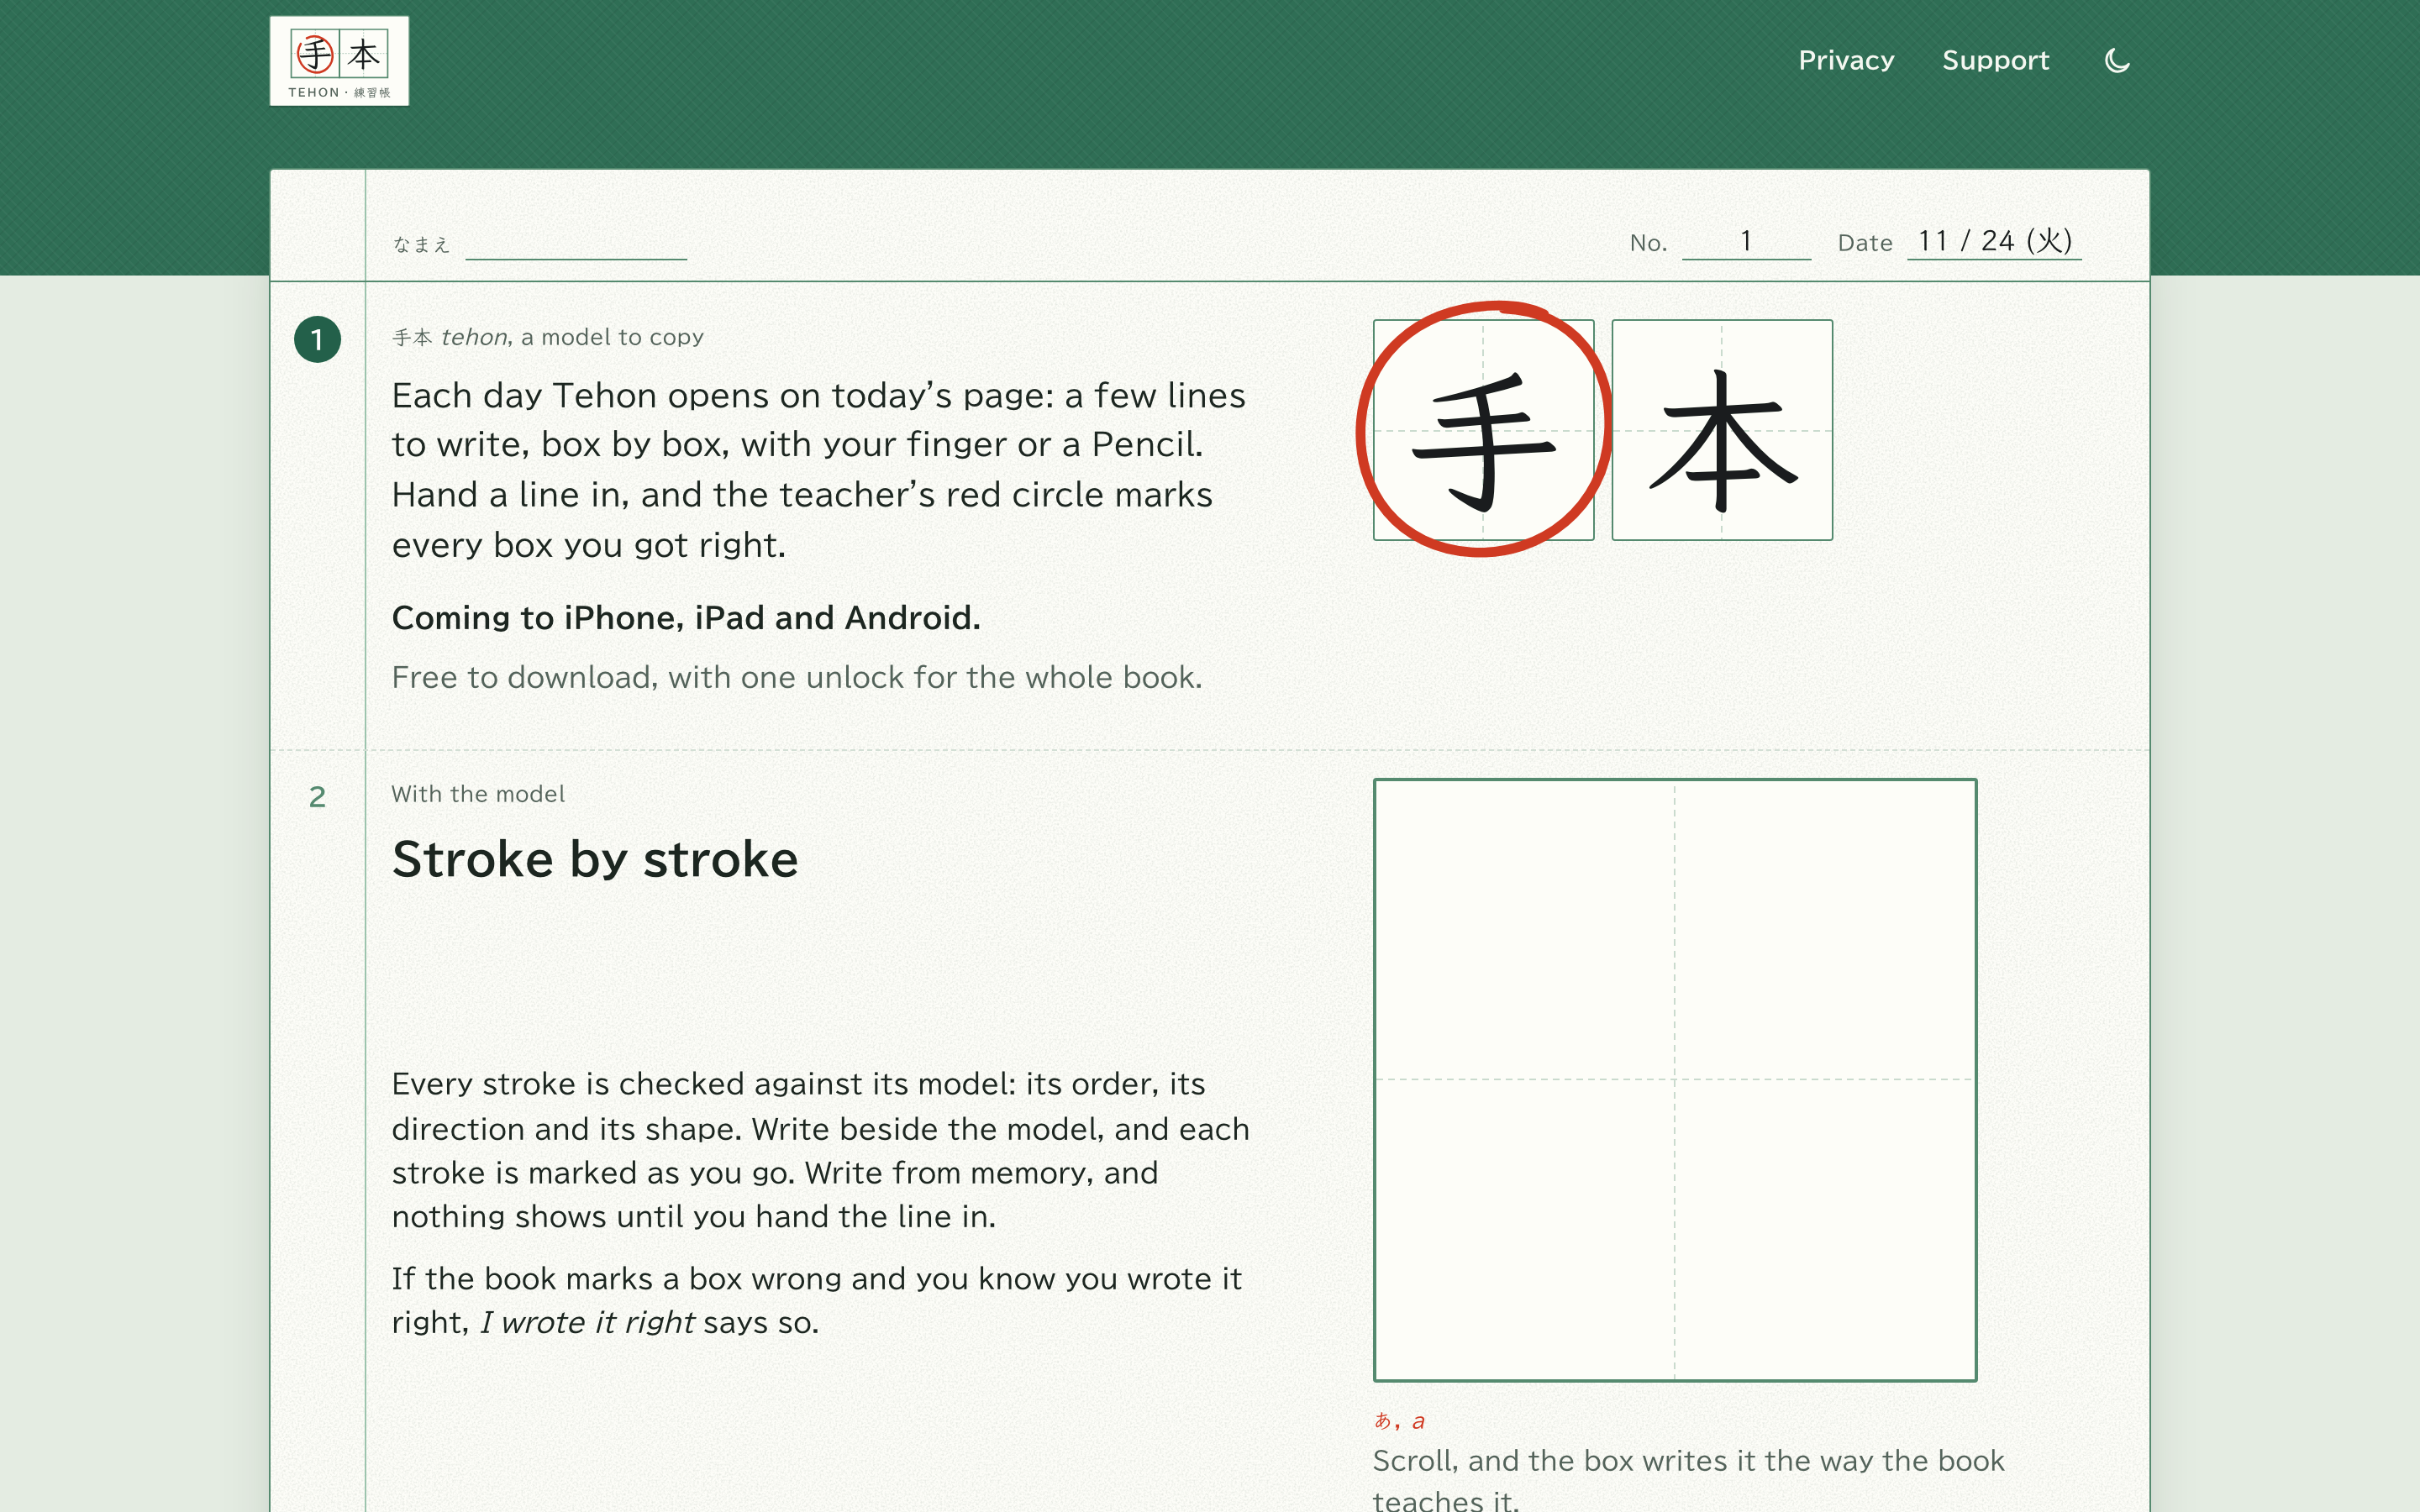 手本
TEHON・練習帳
Privacy
Support
なまえ
No. 1
Date 11 / 24 (火)
1
手本 tehon, a model to copy
Each day Tehon opens on today’s page: a few lines
to write, box by box, with your finger or a Pencil.
Hand a line in, and the teacher’s red circle marks
every box you got right.
Coming to iPhone, iPad and Android.
Free to download, with one unlock for the whole book.
手本
2
With the model
Stroke by stroke
Every stroke is checked against its model: its order, its
direction and its shape. Write beside the model, and each
stroke is marked as you go. Write from memory, and
nothing shows until you hand the line in.
If the book marks a box wrong and you know you wrote it
right, I wrote it right says so.
あ, a
Scroll, and the box writes it the way the book
teaches it.